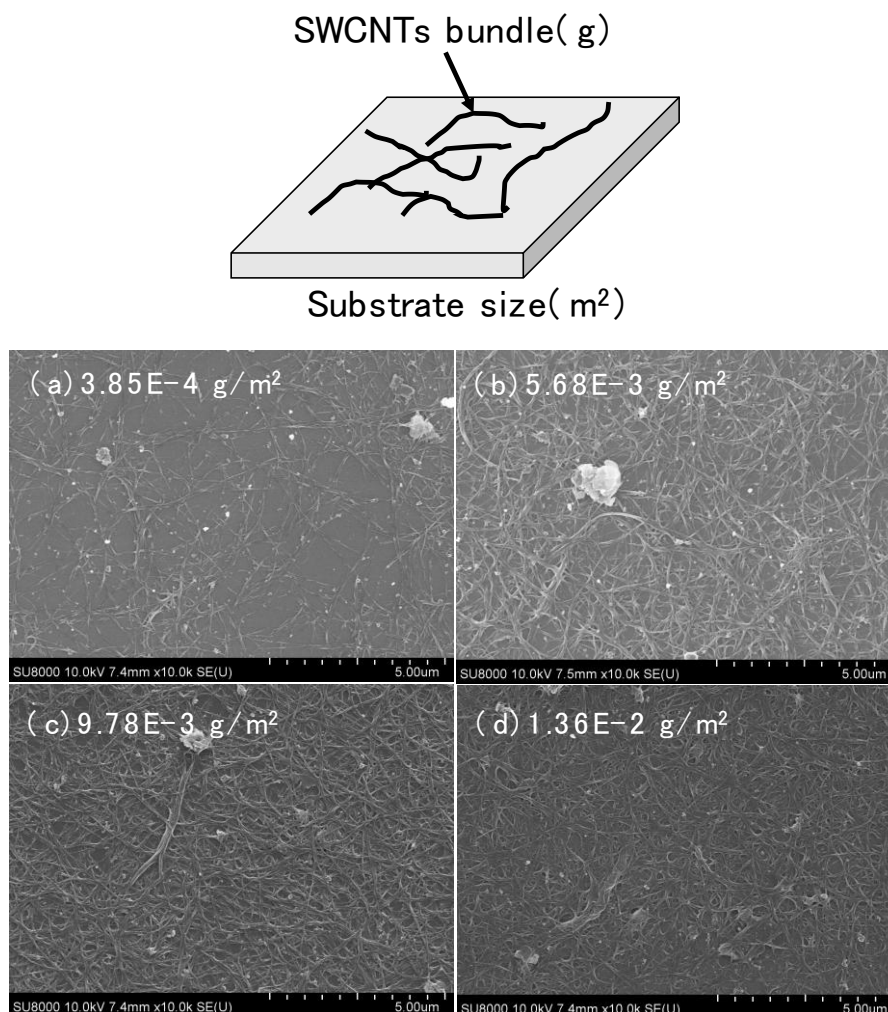 SWCNTs bundle( g)
Substrate size( m²)
(a)3.85E-4 g/m²
(b)5.68E-3 g/m²
SU8000 10.0kV 7.4mm x10.0k SE(U) 5.00um
SU8000 10.0kV 7.5mm x10.0k SE(U) 5.00um
(c)9.78E-3 g/m²
(d)1.36E-2 g/m²
SU8000 10.0kV 7.4mm x10.0k SE(U) 5.00um
SU8000 10.0kV 7.4mm x10.0k SE(U) 5.00um